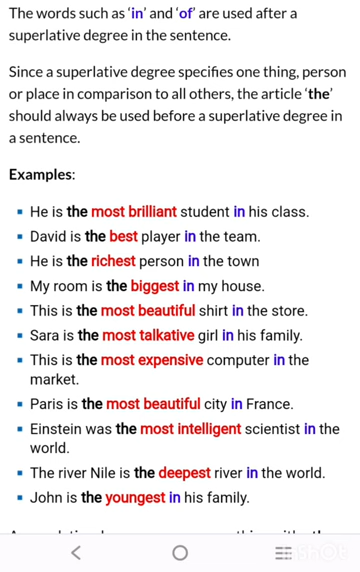 The words such as ‘in’ and ‘of’ are used after a
superlative degree in the sentence.
Since a superlative degree specifies one thing, person
or place in comparison to all others, the article ‘the’
should always be used before a superlative degree in
a sentence.
Examples:
▪ He is the most brilliant student in his class.
▪ David is the best player in the team.
▪ He is the richest person in the town
▪ My room is the biggest in my house.
▪ This is the most beautiful shirt in the store.
▪ Sara is the most talkative girl in his family.
▪ This is the most expensive computer in the
market.
▪ Paris is the most beautiful city in France.
▪ Einstein was the most intelligent scientist in the
world.
▪ The river Nile is the deepest river in the world.
▪ John is the youngest in his family.